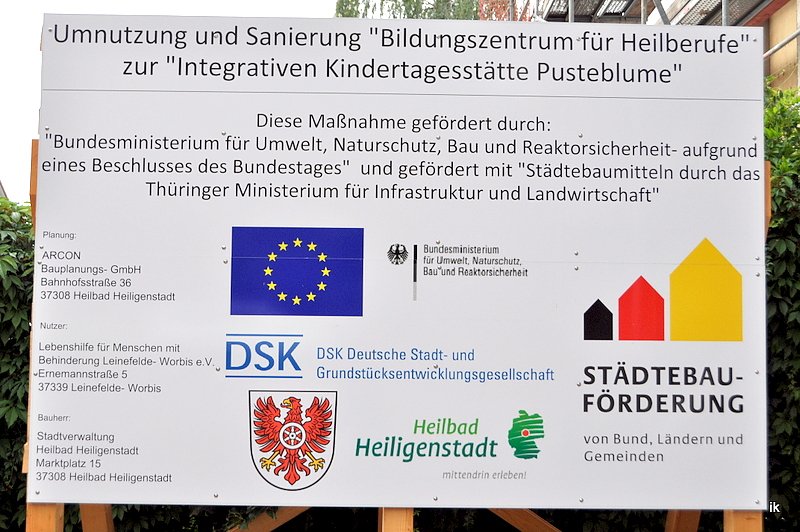 Umnutzung und Sanierung "Bildungszentrum für Heilberufe"
zur "Integrativen Kindertagesstätte Pusteblume"
Diese Maßnahme gefördert durch:
"Bundesministerium für Umwelt, Naturschutz, Bau und Reaktorsicherheit- aufgrund
eines Beschlusses des Bundestages"  und gefördert mit "Städtebaumitteln durch das
Thüringer Ministerium für Infrastruktur und Landwirtschaft"
Planung:
ARCON
Bauplanungs- GmbH
Bahnhofsstraße 36
37308 Heilbad Heiligenstadt
Nutzer:
Lebenshilfe für Menschen mit
Behinderung Leinefelde- Worbis e.V.
Ernemannstraße 5
37339 Leinefelde- Worbis
Bauherr:
Stadtverwaltung
Heilbad Heiligenstadt
Marktplatz 15
37308 Heilbad Heiligenstadt
Bundesministerium
für Umwelt, Naturschutz,
Bau und Reaktorsicherheit
DSK DSK Deutsche Stadt- und
Grundstücksentwicklungsgesellschaft
Heilbad
Heiligenstadt
mittendrin erleben!
STÄDTEBAU-
FÖRDERUNG
von Bund, Ländern und
Gemeinden
ik